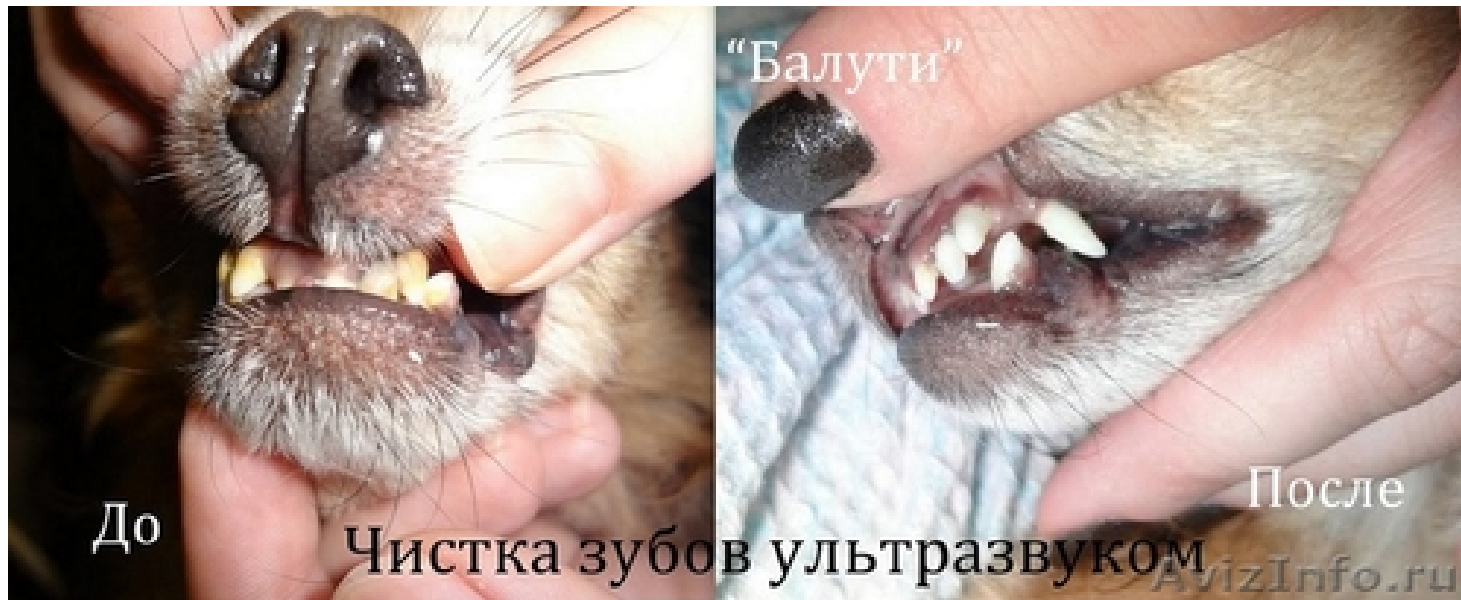 “Балути”
До
После
Чистка зубов ультразвуком
AvizInfo.ru